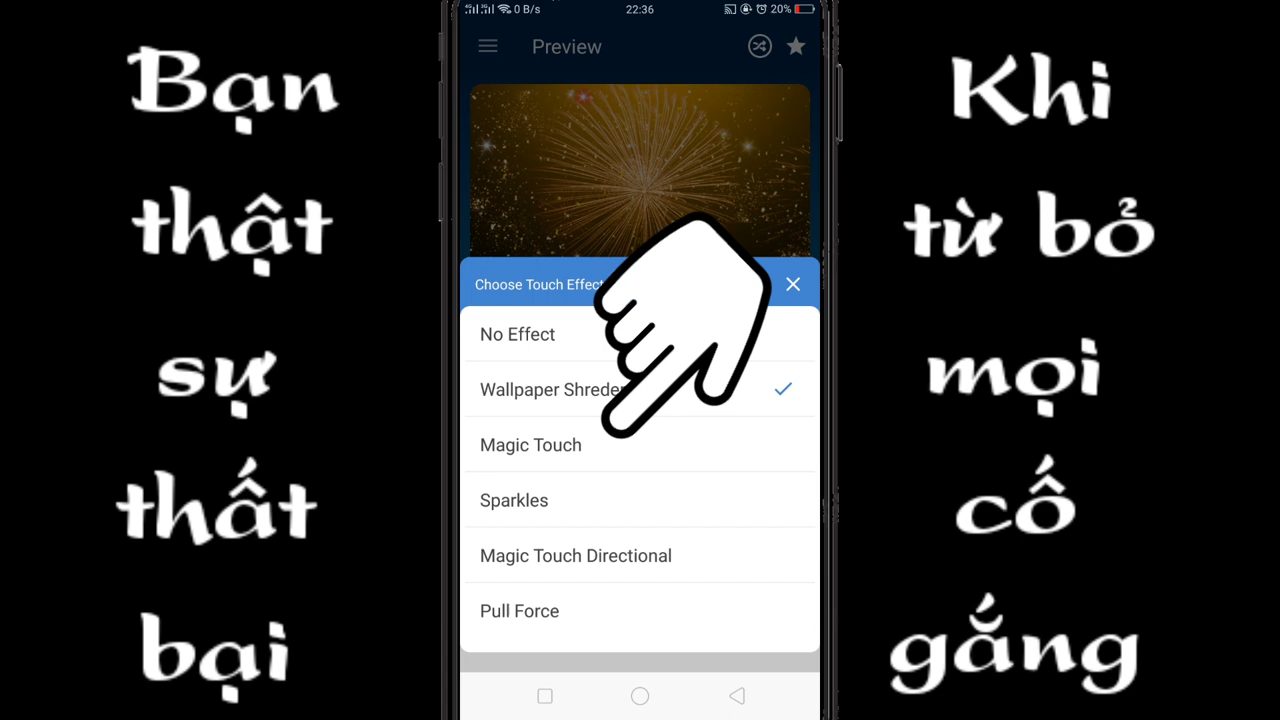 Bạn
thật
sự
thất
bại
0 B/s
22:36
20%
Preview
Choose Touch Effect
No Effect
Wallpaper Shreder
Magic Touch
Sparkles
Magic Touch Directional
Pull Force
Khi
từ bỏ
mọi
cố
gắng